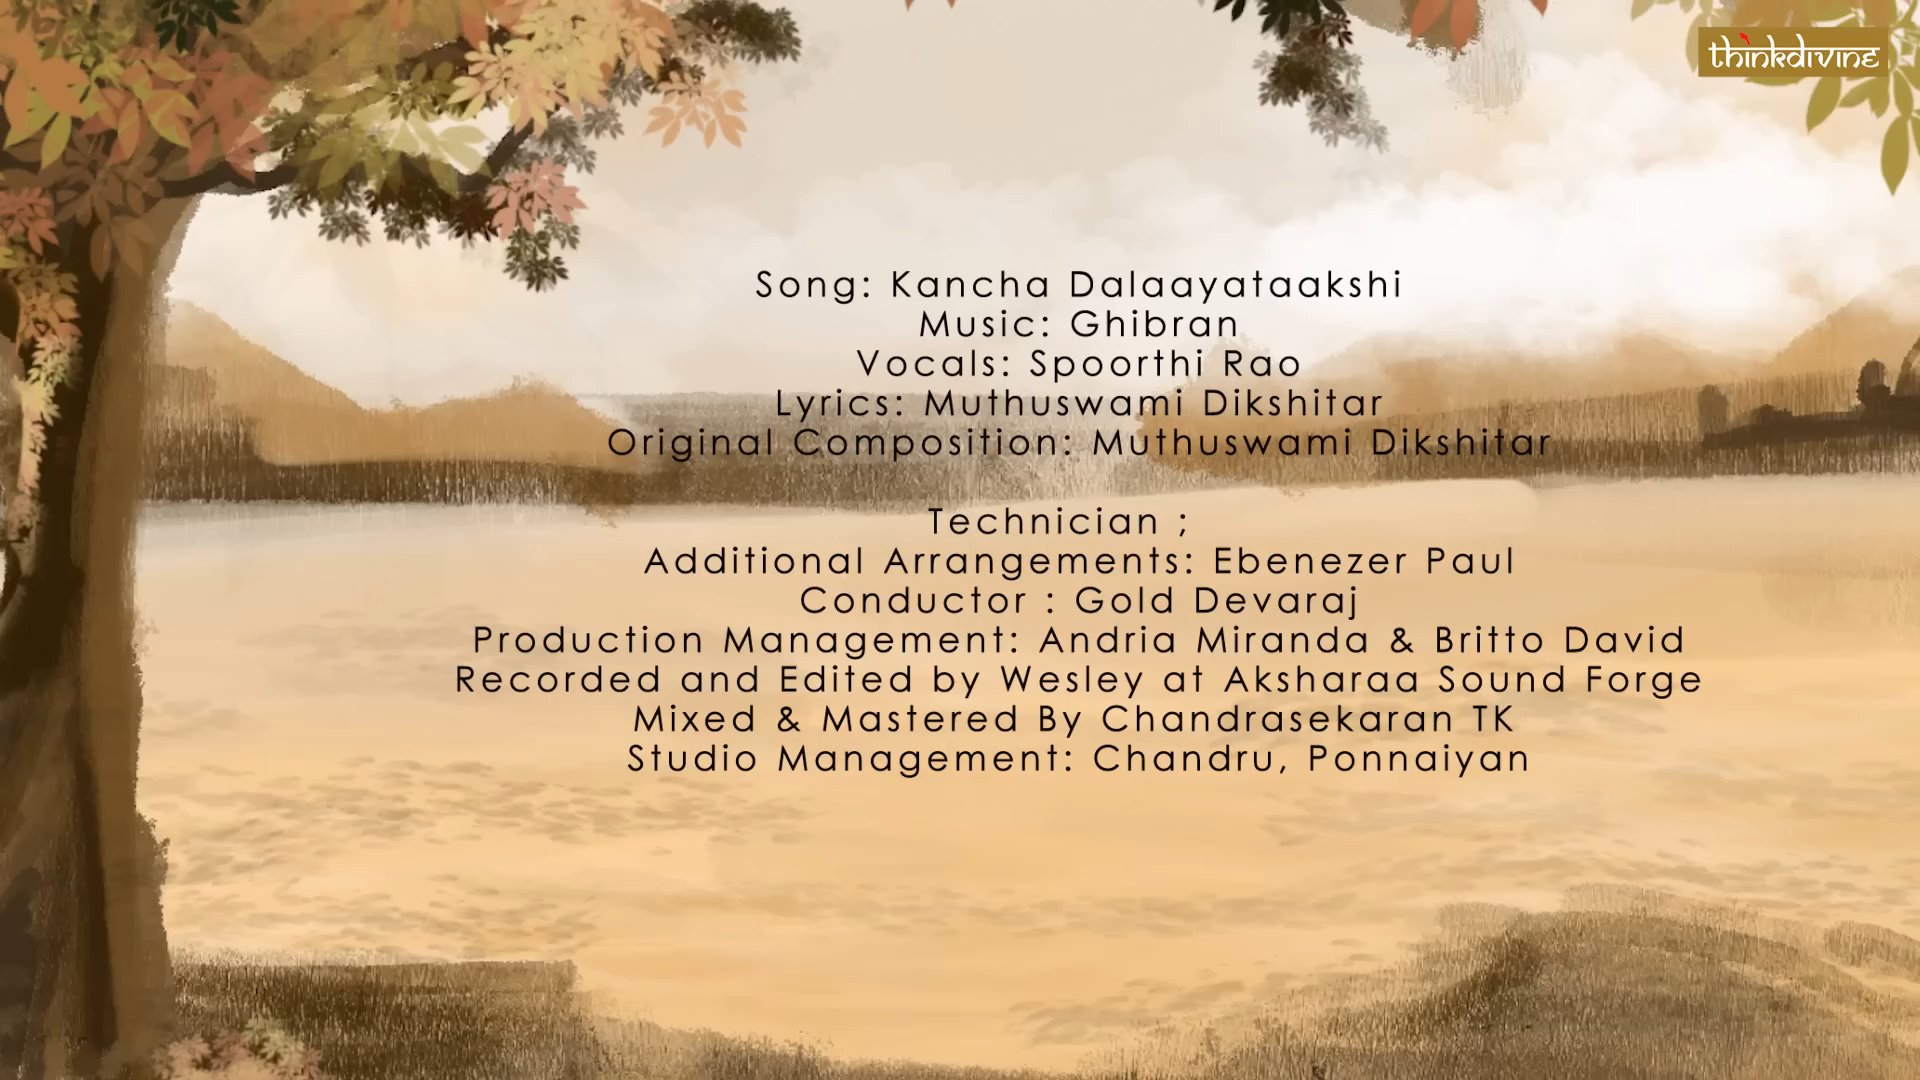 thinkdivine
Song: Kancha Dalaayataakshi
Music: Ghibran
Vocals: Spoorthi Rao
Lyrics: Muthuswami Dikshitar
Original Composition: Muthuswami Dikshitar
Technician ;
Additional Arrangements: Ebenezer Paul
Conductor : Gold Devaraj
Production Management: Andria Miranda & Britto David
Recorded and Edited by Wesley at Aksharaa Sound Forge
Mixed & Mastered By Chandrasekaran TK
Studio Management: Chandru, Ponnaiyan